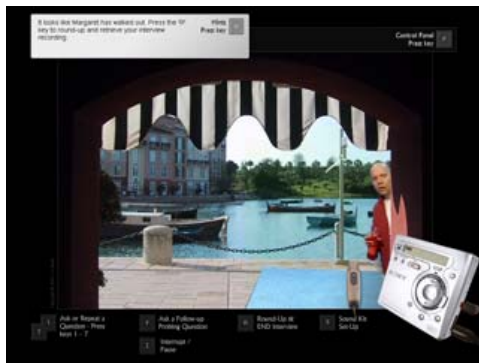 It looks like Margaret has walked out. Press the
key to round-up and retrieve your interview
recording.
Hints
Press key
Control Panel
Press key
SONY
1
Ask or Repeat a
Question - Press
keys 1 - 7
Ask a Follow-up
Probing Question
Interrupt /
Pause
Round-Up &
END Interview
Sound Kit
Set-Up